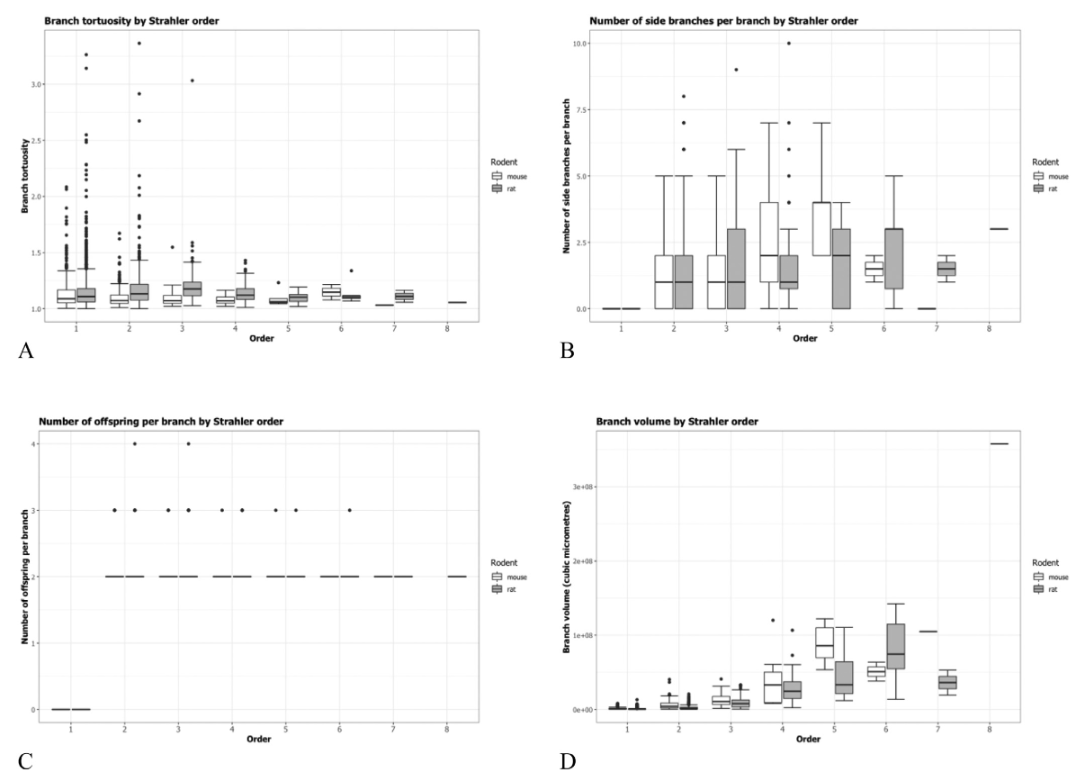 Branch tortuosity by Strahler order
Branch tortuosity
3.0
2.5
2.0
1.5
1.0
1 2 3 4 5 6 7 8
Order
Rodent
mouse
rat
A
Number of side branches per branch by Strahler order
Number of side branches per branch
10.0
7.5
5.0
2.5
0.0
1 2 3 4 5 6 7 8
Order
Rodent
mouse
rat
B
Number of offspring per branch by Strahler order
Number of offspring per branch
4
3
2
1
0
1 2 3 4 5 6 7 8
Order
Rodent
mouse
rat
C
Branch volume by Strahler order
Branch volume (cubic micrometres)
3e+08
2e+08
1e+08
0e+00
1 2 3 4 5 6 7 8
Order
Rodent
mouse
rat
D